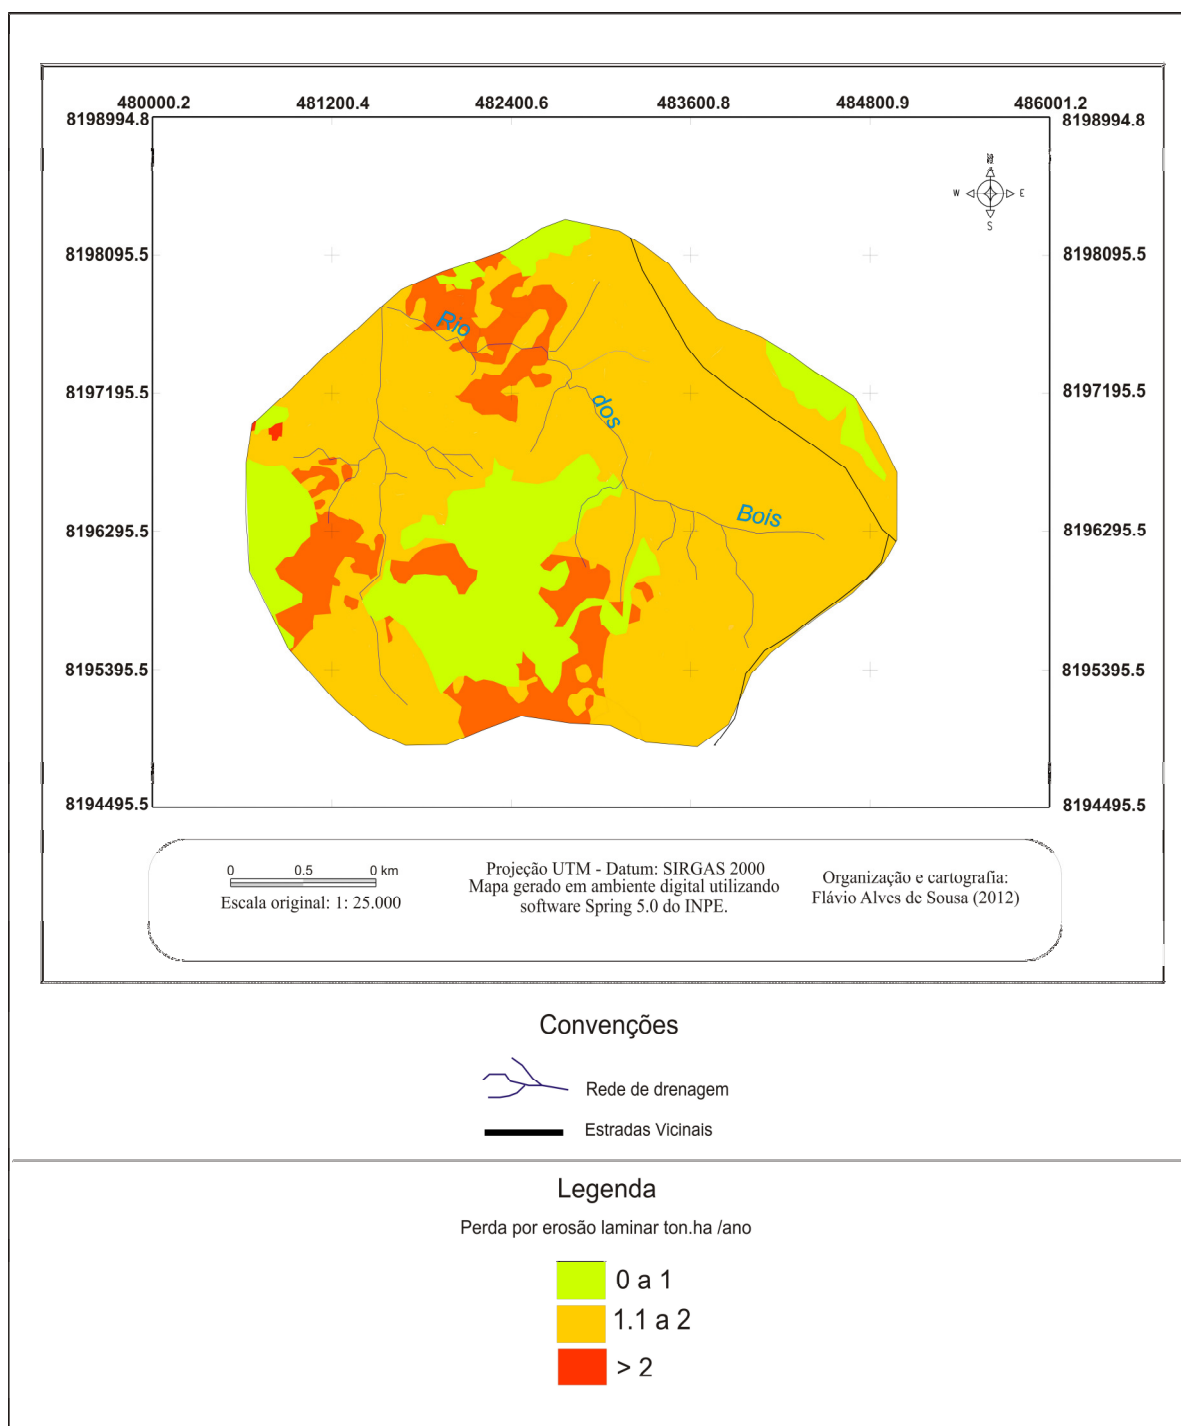 480000.2 481200.4 482400.6 483600.8 484800.9 486001.2
8198994.8 8198994.8
W E
S
8198095.5 8198095.5
Rio
8197195.5 8197195.5
dos
8196295.5 Bois 8196295.5
8195395.5 8195395.5
8194495.5 8194495.5
0 0.5 0 km
Escala original: 1: 25.000
Projeção UTM - Datum: SIRGAS 2000
Mapa gerado em ambiente digital utilizando
software Spring 5.0 do INPE.
Organização e cartografia:
Flávio Alves de Sousa (2012)
Convenções
Rede de drenagem
Estradas Vicinais
Legenda
Perda por erosão laminar ton.ha /ano
0 a 1
1.1 a 2
> 2